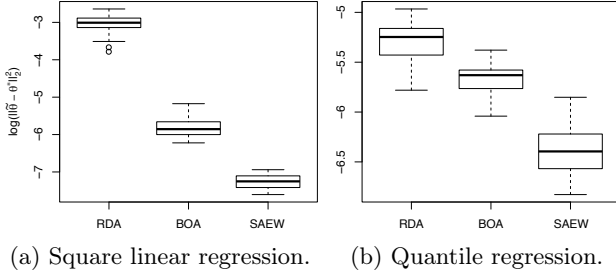 log(||θ̃ − θ*||₂²)
-3
-4
-5
-6
-7
RDA BOA SAEW
(a) Square linear regression.
-5
-5.5
-6
-6.5
RDA BOA SAEW
(b) Quantile regression.